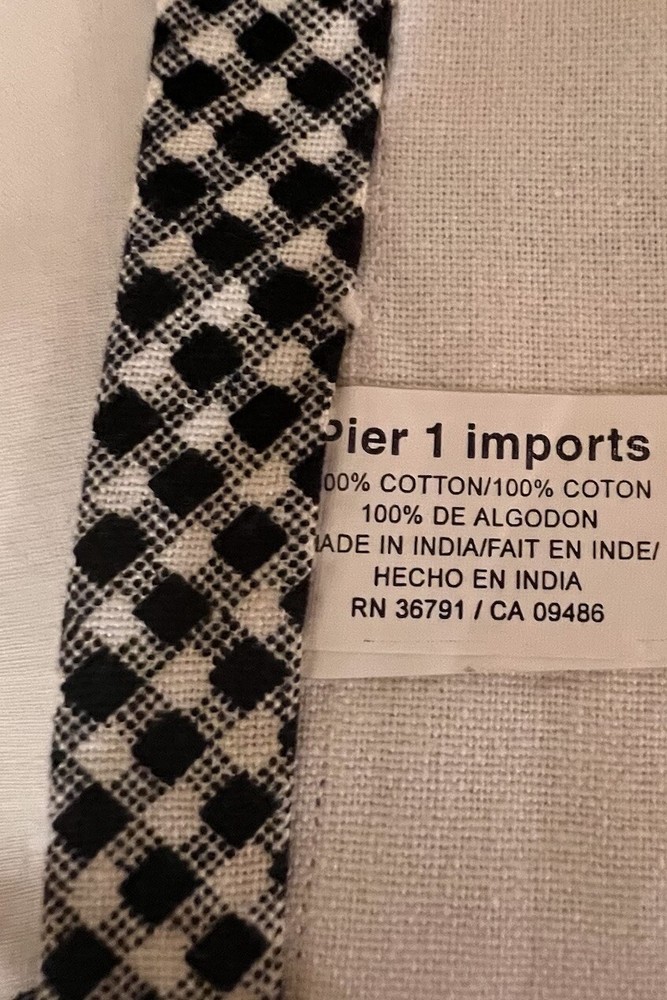 Pier 1 imports
00% COTTON/100% COTON
100% DE ALGODON
ADE IN INDIA/FAIT EN INDE/
HECHO EN INDIA
RN 36791 / CA 09486